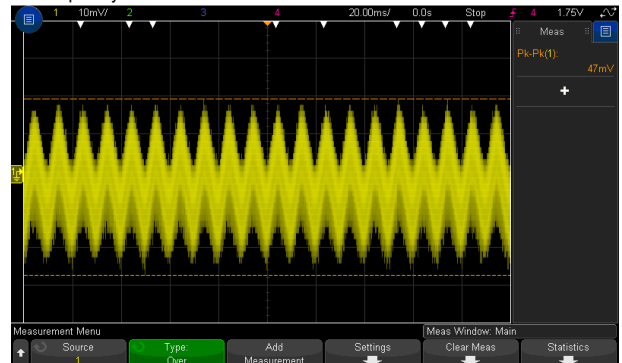 1 10mV/ 2 3 4 20.00ms/ 0.0s Stop 4 1.75V
Meas
Pk-Pk(1):
47mV
+
1
Measurement Menu
Meas Window: Main
Source
1
Type:
Over
Add
Measurement
Settings
Clear Meas
Statistics